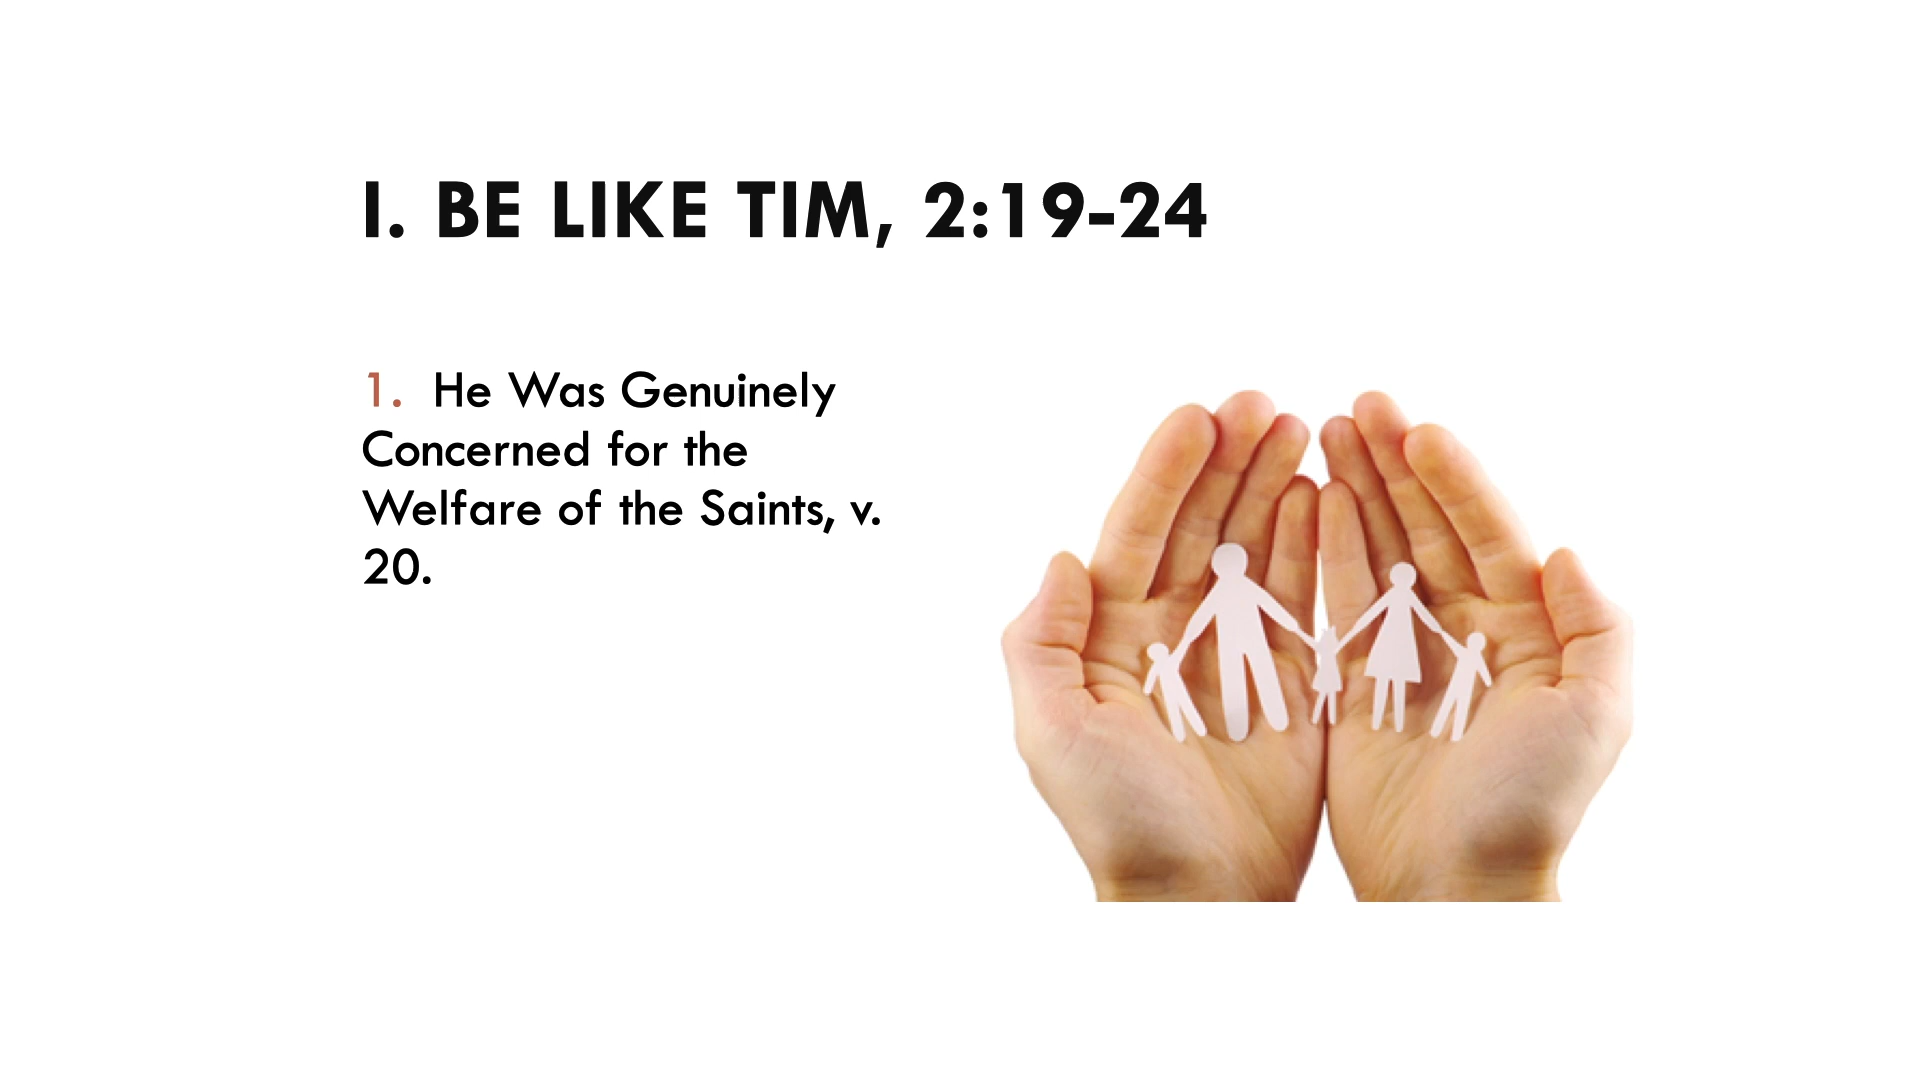 I. BE LIKE TIM, 2:19-24
1. He Was Genuinely
Concerned for the
Welfare of the Saints, v.
20.